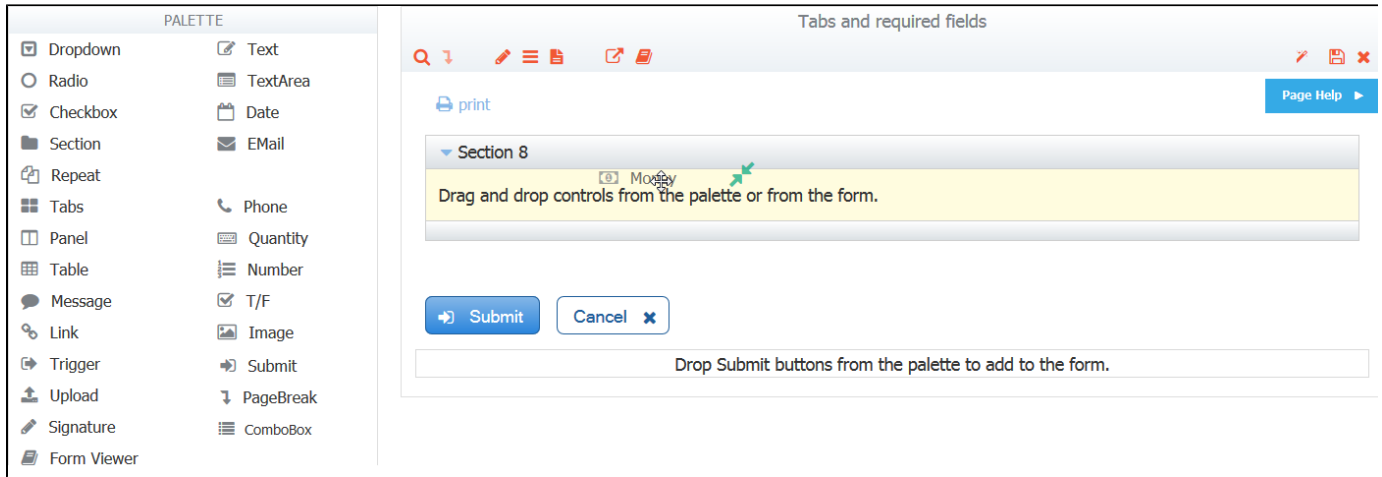 PALETTE
Dropdown
Text
Radio
TextArea
Checkbox
Date
Section
EMail
Repeat
Tabs
Phone
Panel
Quantity
Table
Number
Message
T/F
Link
Image
Trigger
Submit
Upload
PageBreak
Signature
ComboBox
Form Viewer
Tabs and required fields
print
Page Help
Section 8
Money
Drag and drop controls from the palette or from the form.
Submit
Cancel
Drop Submit buttons from the palette to add to the form.